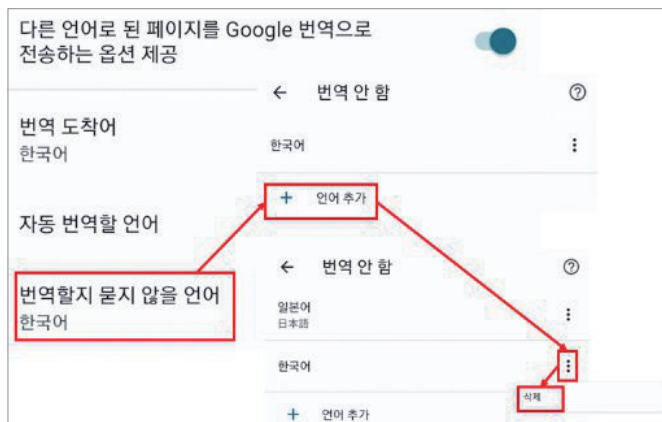 다른 언어로 된 페이지를 Google 번역으로
전송하는 옵션 제공
번역 도착어
한국어
자동 번역할 언어
번역할지 묻지 않을 언어
한국어
번역 안 함
한국어
언어 추가
번역 안 함
일본어
日本語
한국어
삭제
언어 추가